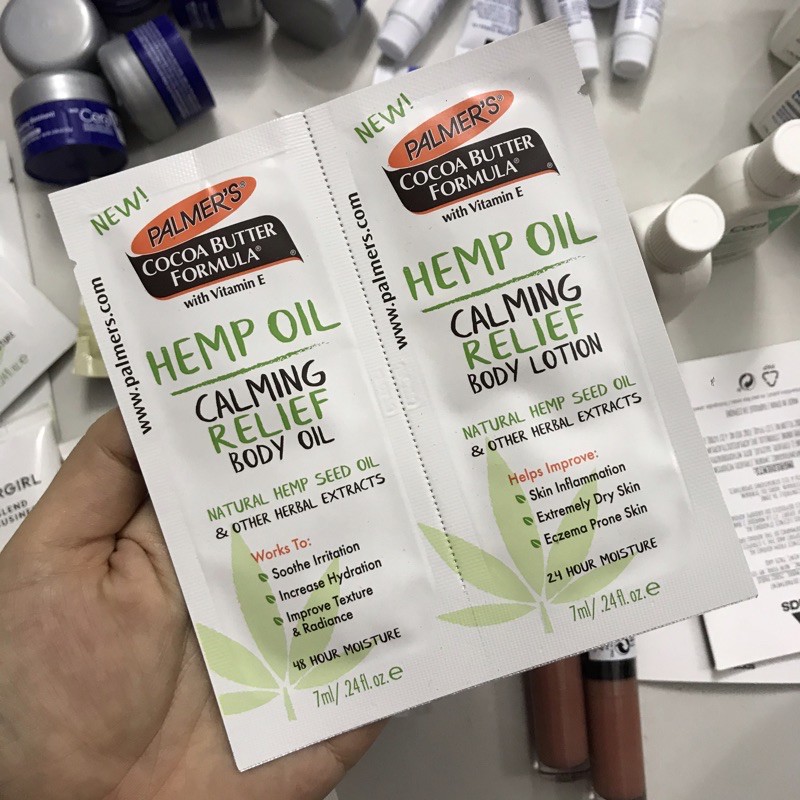 NEW!
PALMER'S®
COCOA BUTTER
FORMULA®
with Vitamin E
www.palmers.com
HEMP OIL
CALMING
RELIEF
BODY OIL
NATURAL HEMP SEED OIL
& OTHER HERBAL EXTRACTS
Works To:
Soothe Irritation
Increase Hydration
Improve Texture
& Radiance
48 HOUR MOISTURE
7ml/ .24fl.oz.e
NEW!
PALMER'S®
COCOA BUTTER
FORMULA®
with Vitamin E
www.palmers.com
HEMP OIL
CALMING
RELIEF
BODY LOTION
NATURAL HEMP SEED OIL
& OTHER HERBAL EXTRACTS
Helps Improve:
Skin Inflammation
Extremely Dry Skin
Eczema Prone Skin
24 HOUR MOISTURE
7ml/ .24fl.oz.e
RGIRL